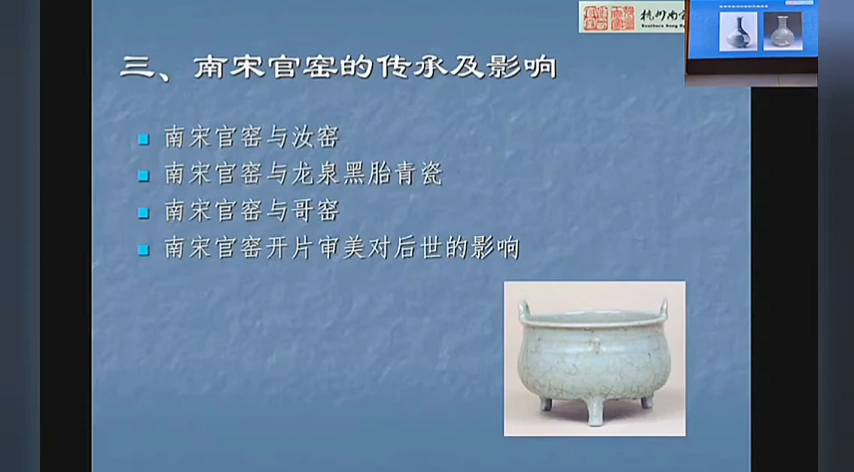 杭州南
Southern Song
三、南宋官窑的传承及影响
南宋官窑与汝窑
南宋官窑与龙泉黑胎青瓷
南宋官窑与哥窑
南宋官窑开片审美对后世的影响